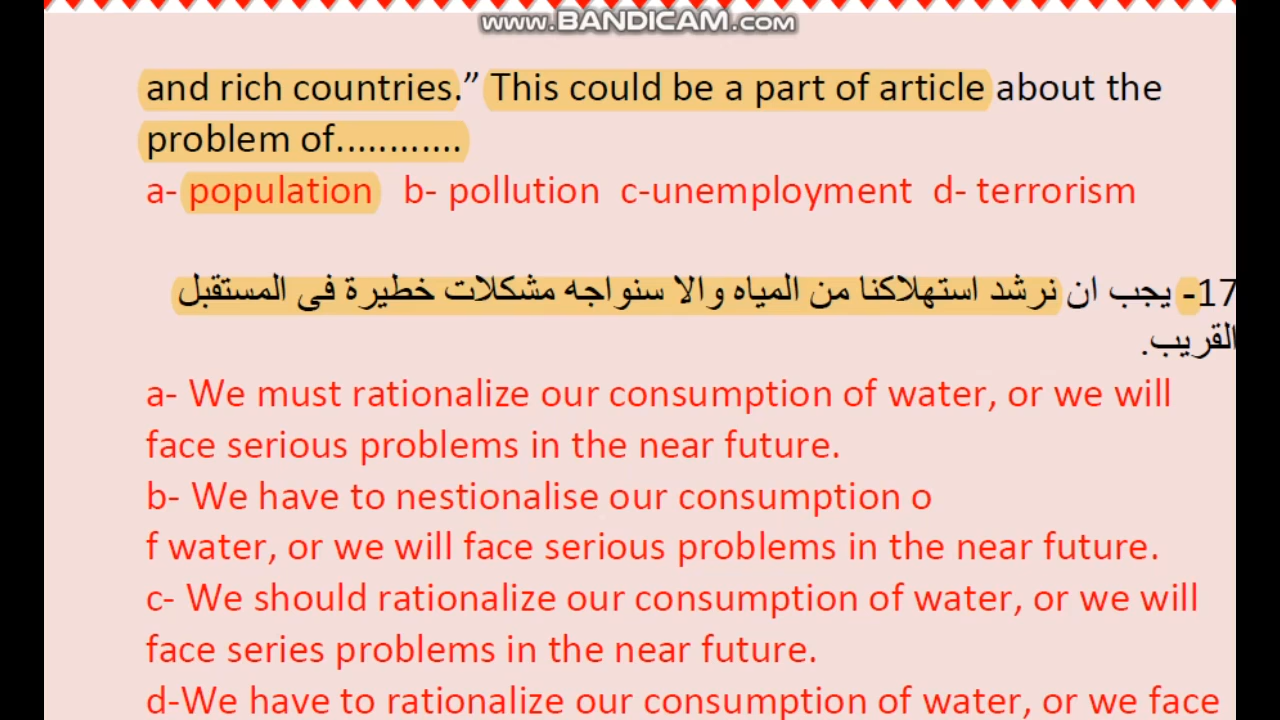 www.BANDICAM.com
and rich countries.” This could be a part of article about the
problem of............
a- population b- pollution c-unemployment d- terrorism
17- يجب ان نرشد استهلاكنا من المياه والا سنواجه مشكلات خطيرة فى المستقبل
القريب.
a- We must rationalize our consumption of water, or we will
face serious problems in the near future.
b- We have to nestionalise our consumption o
f water, or we will face serious problems in the near future.
c- We should rationalize our consumption of water, or we will
face series problems in the near future.
d-We have to rationalize our consumption of water, or we face